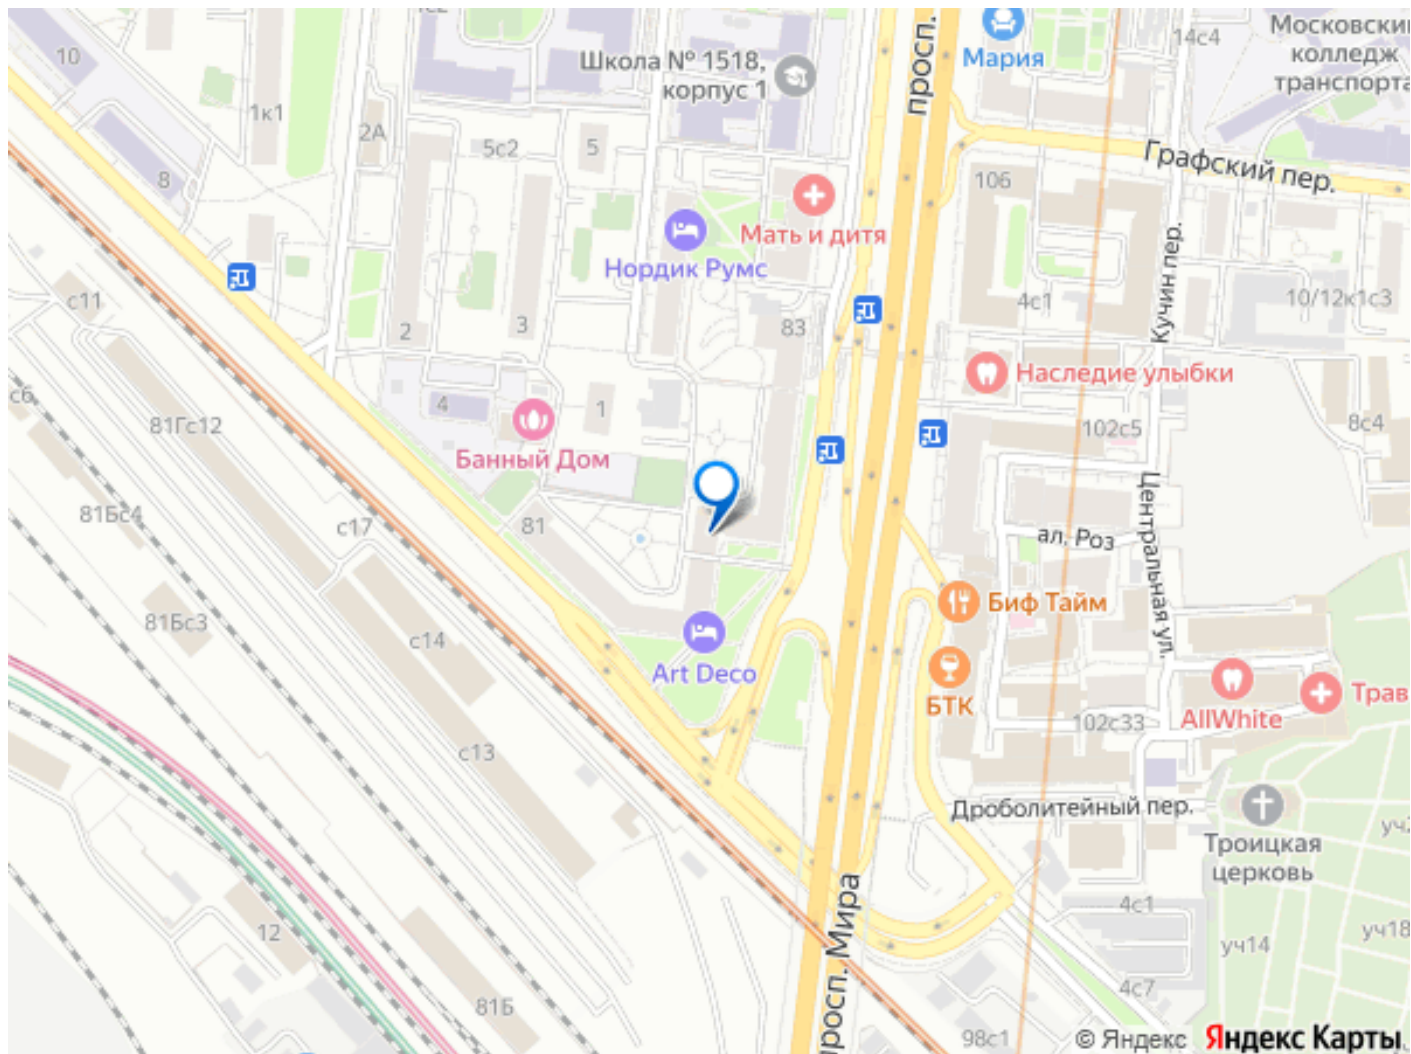 1к2
просп.
Мария
14с4
Московский
колледж
транспорта
10
Школа № 1518,
корпус 1
1к1
2А
5с2
5
Графский пер.
8
106
Мать и дитя
Нордик Румс
Кучин пер.
с11
4с1
10/12к1с3
2
3
83
Наследие улыбки
с6
4
1
81Гс12
102с5
8с4
Банный Дом
81Бс4
с17
81
ал. Роз
Центральная ул.
Биф Тайм
81Бс3
с14
Art Deco
БТК
AllWhite
Трав
102с33
с13
Дроболитейный пер.
Троицкая
церковь
просп. Мира
4с1
12
уч14
уч18
81Б
4с7
98с1
© Яндекс Яндекс Карты